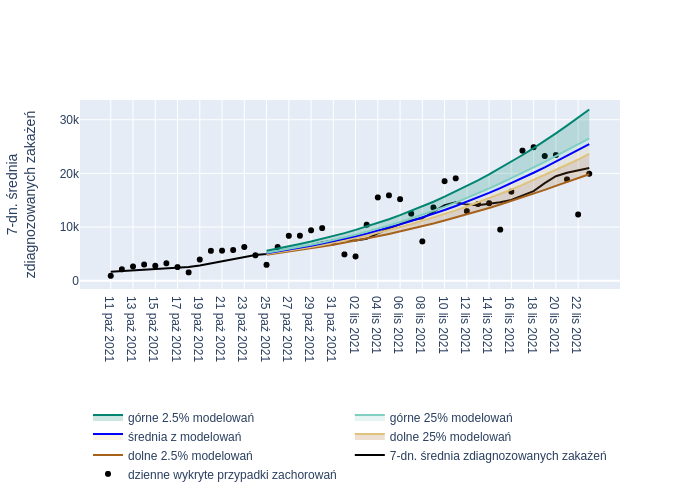 7-dn. średnia
zdiagnozowanych zakażeń
30k
20k
10k
0
11 paź 2021
13 paź 2021
15 paź 2021
17 paź 2021
19 paź 2021
21 paź 2021
23 paź 2021
25 paź 2021
27 paź 2021
29 paź 2021
31 paź 2021
02 lis 2021
04 lis 2021
06 lis 2021
08 lis 2021
10 lis 2021
12 lis 2021
14 lis 2021
16 lis 2021
18 lis 2021
20 lis 2021
22 lis 2021
górne 2.5% modelowań
górne 25% modelowań
średnia z modelowań
dolne 25% modelowań
dolne 2.5% modelowań
7-dn. średnia zdiagnozowanych zakażeń
dzienne wykryte przypadki zachorowań